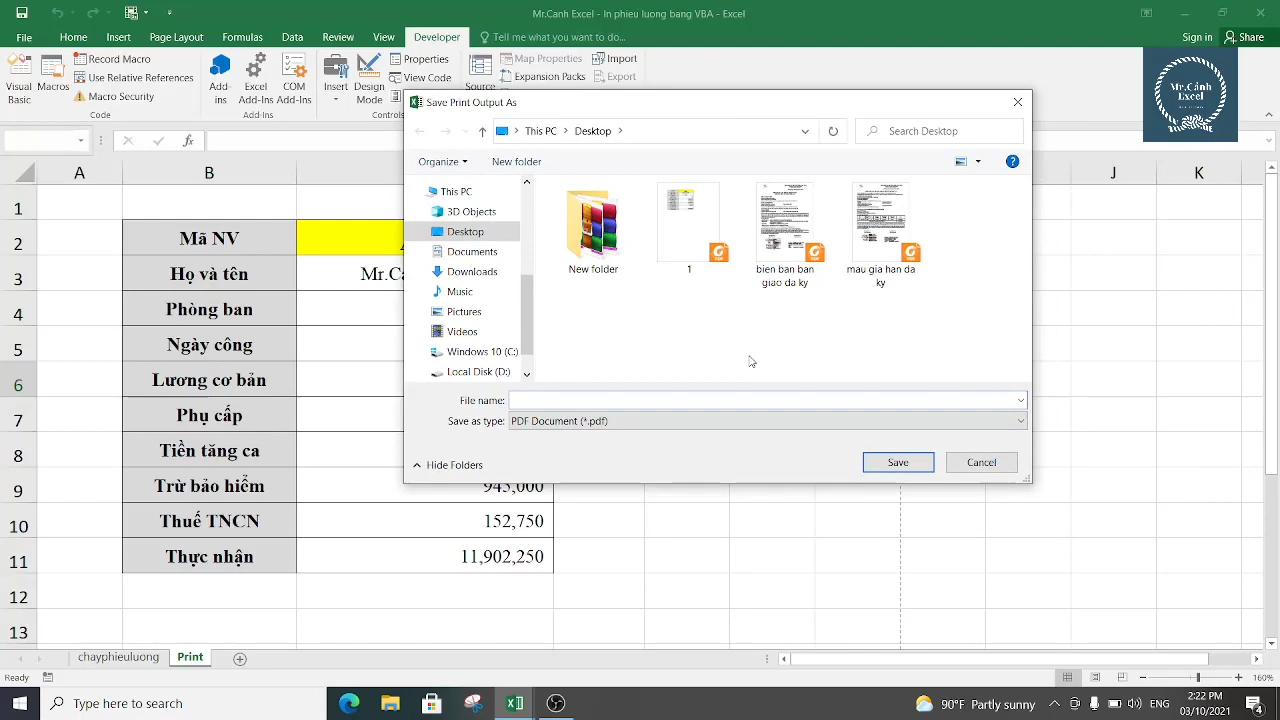 Mr.Canh Excel - In phieu luong bang VBA - Excel
File Home Insert Page Layout Formulas Data Review View Developer Tell me what you want to do... Sign in Share
Visual Basic
Macros
Record Macro
Use Relative References
Macro Security
Add-ins
Excel Add-Ins
COM Add-Ins
Add-Ins
Insert
Design Mode
Properties
View Code
Controls
Source
Map Properties
Expansion Packs
Import
Export
Mr.Cảnh
EXCEL
Save Print Output As
This PC > Desktop >
Search Desktop
Organize
New folder
This PC
3D Objects
Desktop
Documents
Downloads
Music
Pictures
Videos
Windows 10 (C:)
Local Disk (D:)
New folder
1
bien ban ban giao da ky
mau gia han da ky
File name:
Save as type: PDF Document (*.pdf)
Hide Folders
Save
Cancel
A B J K
1
2 Mã NV
3 Họ và tên Mr.Ca
4 Phòng ban
5 Ngày công
6 Lương cơ bản
7 Phụ cấp
8 Tiền tăng ca
9 Trừ bảo hiểm 945,000
10 Thuế TNCN 152,750
11 Thực nhận 11,902,250
12
13
chayphieuluong Print
Ready
160%
Type here to search
90°F Partly sunny
ENG
2:22 PM
03/10/2021